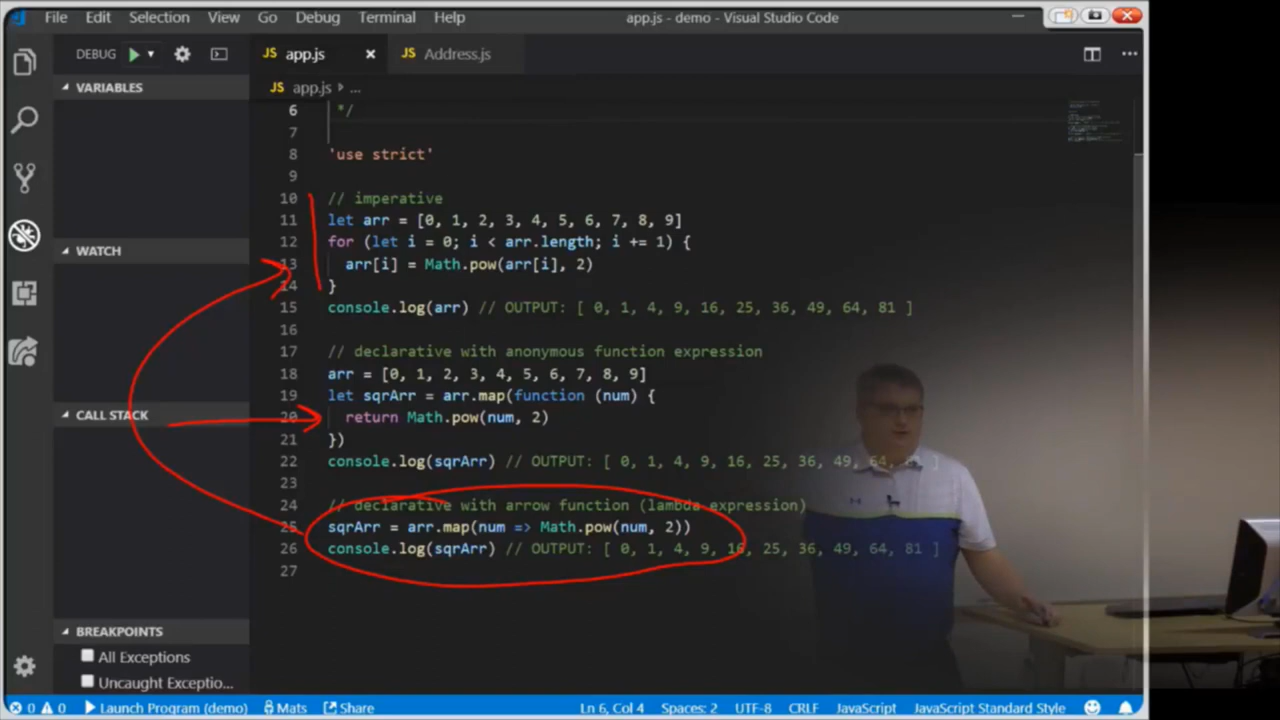 File Edit Selection View Go Debug Terminal Help app.js - demo - Visual Studio Code
DEBUG JS app.js JS Address.js
VARIABLES
JS app.js ...
6 */
7
8 'use strict'
9
10 // imperative
11 let arr = [0, 1, 2, 3, 4, 5, 6, 7, 8, 9]
12 for (let i = 0; i < arr.length; i += 1) {
WATCH
13 arr[i] = Math.pow(arr[i], 2)
14 }
15 console.log(arr) // OUTPUT: [ 0, 1, 4, 9, 16, 25, 36, 49, 64, 81 ]
16
17 // declarative with anonymous function expression
18 arr = [0, 1, 2, 3, 4, 5, 6, 7, 8, 9]
19 let sqrArr = arr.map(function (num) {
CALL STACK
20 return Math.pow(num, 2)
21 })
22 console.log(sqrArr) // OUTPUT: [ 0, 1, 4, 9, 16, 25, 36, 49, 64, ]
23
24 // declarative with arrow function (lambda expression)
25 sqrArr = arr.map(num => Math.pow(num, 2))
26 console.log(sqrArr) // OUTPUT: [ 0, 1, 4, 9, 16, 25, 36, 49, 64, 81 ]
27
BREAKPOINTS
All Exceptions
Uncaught Exceptio...
0 0 Launch Program (demo) Mats Share Ln 6, Col 4 Spaces: 2 UTF-8 CRLF JavaScript JavaScript Standard Style